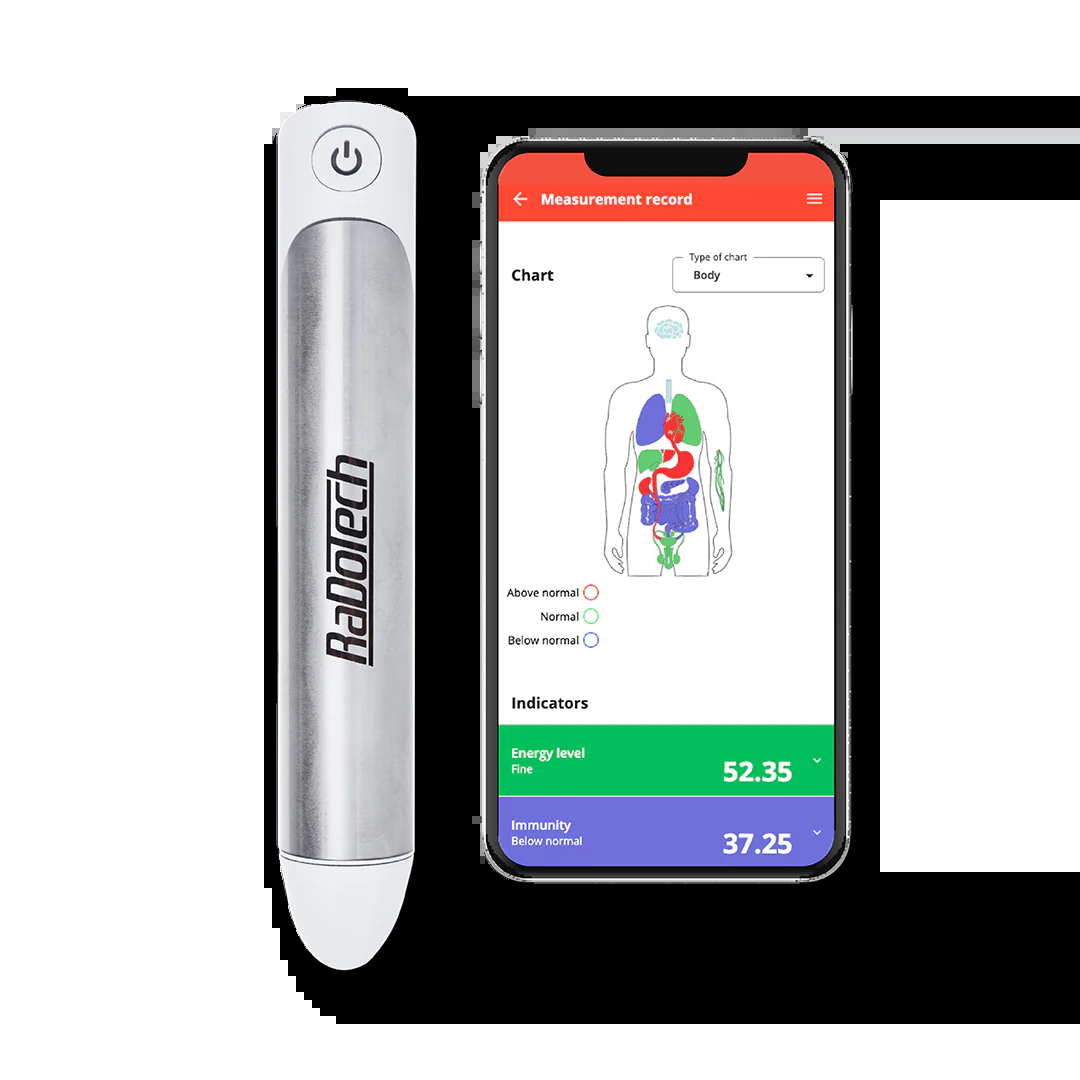 RaDoTech
Measurement record
Chart
Type of chart
Body
Above normal
Normal
Below normal
Indicators
Energy level
Fine
52.35
Immunity
Below normal
37.25